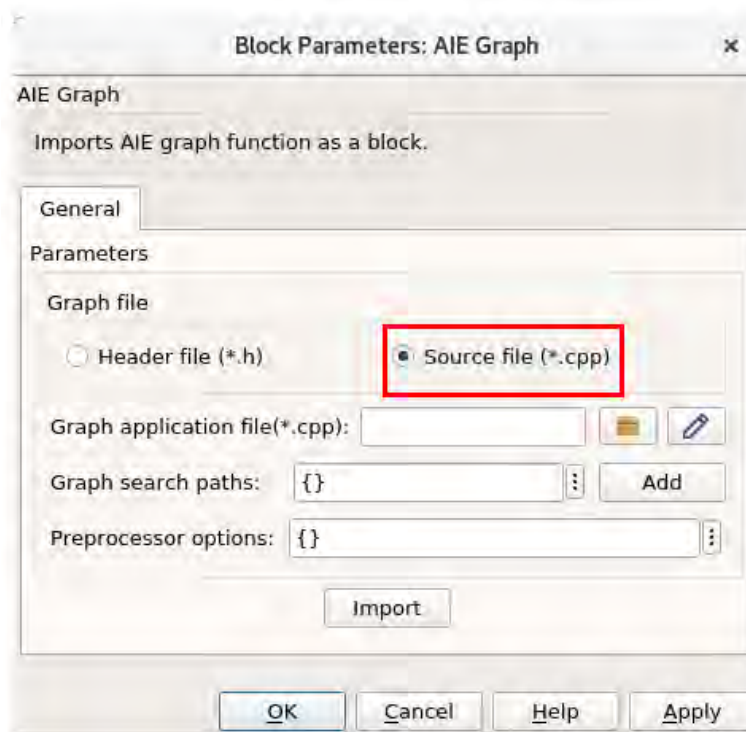 Block Parameters: AIE Graph ×
AIE Graph
Imports AIE graph function as a block.
General
Parameters
Graph file
Header file (*.h) Source file (*.cpp)
Graph application file(*.cpp):
Graph search paths: {} Add
Preprocessor options: {}
Import
OK Cancel Help Apply